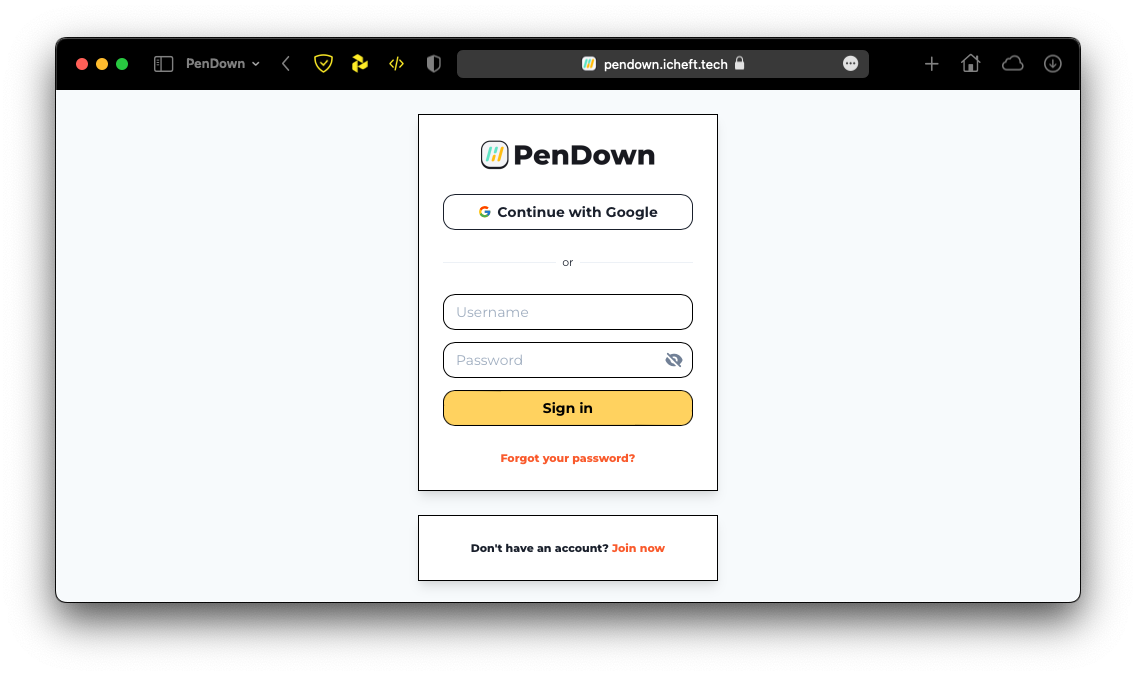 PenDown
pendown.icheft.tech
PenDown
Continue with Google
or
Username
Password
Sign in
Forgot your password?
Don't have an account? Join now